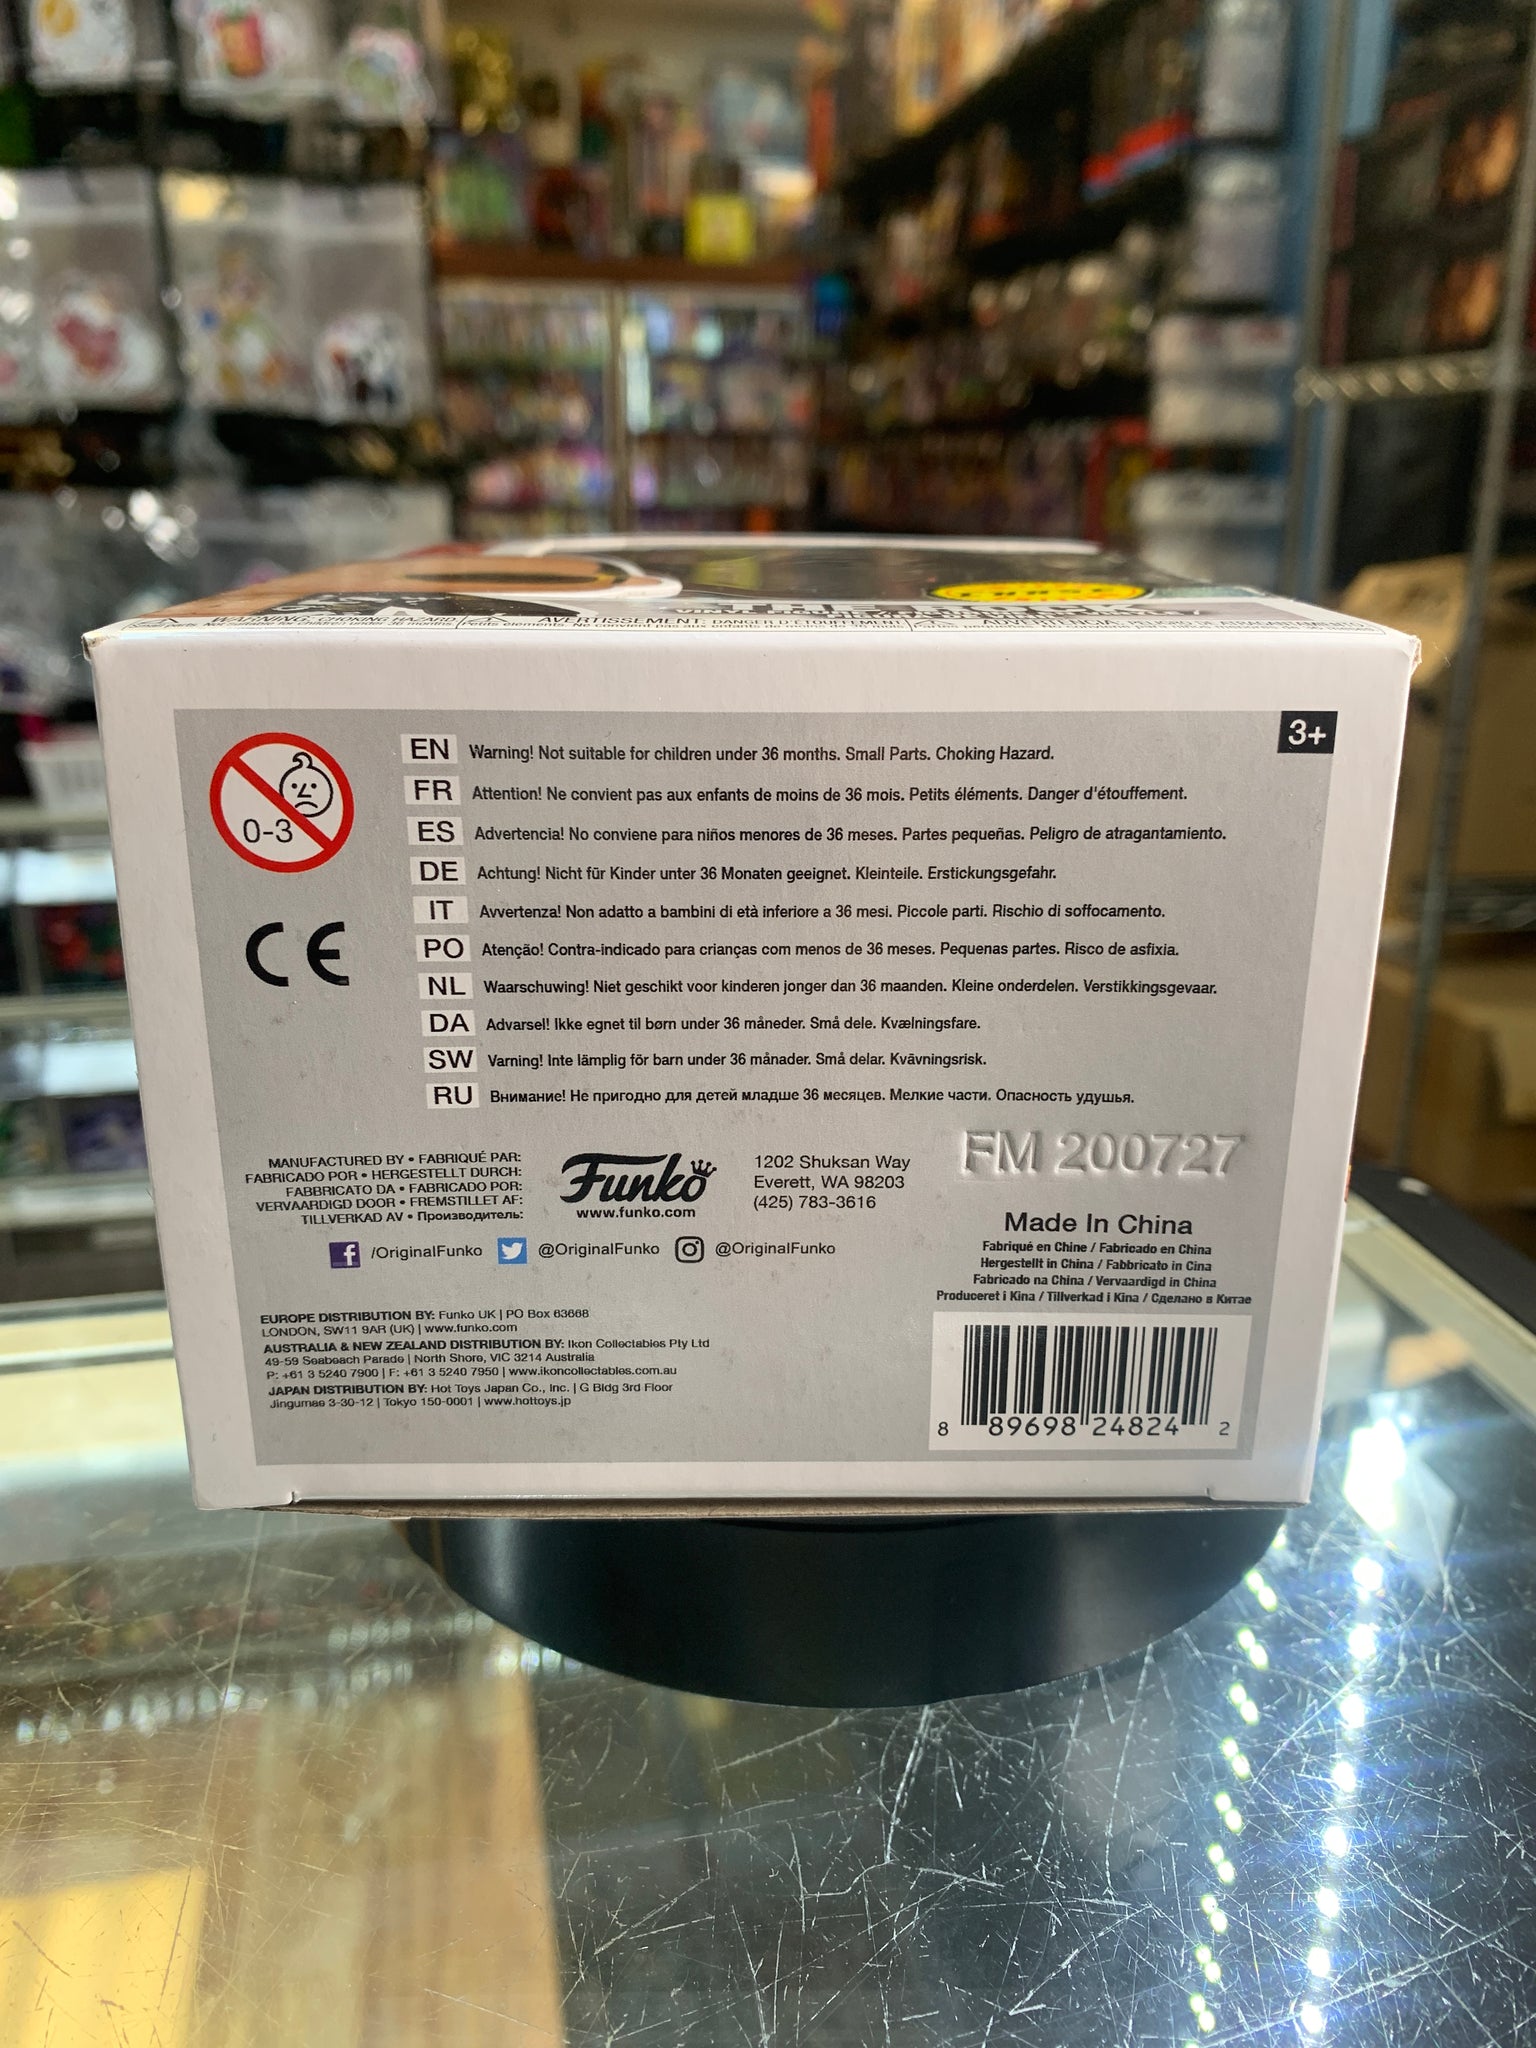 CHASE
THE ROCK
WARNING: CHOKING HAZARD
AVERTISSEMENT: DANGER D'ÉTOUFFEMENT
ADVERTENCIA: PELIGRO DE ATRAGANTAMIENTO
3+
0-3
CE
EN Warning! Not suitable for children under 36 months. Small Parts. Choking Hazard.
FR Attention! Ne convient pas aux enfants de moins de 36 mois. Petits éléments. Danger d'étouffement.
ES Advertencia! No conviene para niños menores de 36 meses. Partes pequeñas. Peligro de atragantamiento.
DE Achtung! Nicht für Kinder unter 36 Monaten geeignet. Kleinteile. Erstickungsgefahr.
IT Avvertenza! Non adatto a bambini di età inferiore a 36 mesi. Piccole parti. Rischio di soffocamento.
PO Atenção! Contra-indicado para crianças com menos de 36 meses. Pequenas partes. Risco de asfixia.
NL Waarschuwing! Niet geschikt voor kinderen jonger dan 36 maanden. Kleine onderdelen. Verstikkingsgevaar.
DA Advarsel! Ikke egnet til børn under 36 måneder. Små dele. Kvælningsfare.
SW Varning! Inte lämplig för barn under 36 månader. Små delar. Kvävningsrisk.
RU Внимание! Не пригодно для детей младше 36 месяцев. Мелкие части. Опасность удушья.
MANUFACTURED BY • FABRIQUÉ PAR:
FABRICADO POR • HERGESTELLT DURCH:
FABBRICATO DA • FABRICADO POR:
VERVAARDIGD DOOR • FREMSTILLET AF:
TILLVERKAD AV • Производитель:
Funko
www.funko.com
1202 Shuksan Way
Everett, WA 98203
(425) 783-3616
FM 200727
/OriginalFunko @OriginalFunko @OriginalFunko
Made In China
Fabriqué en Chine / Fabricado en China
Hergestellt in China / Fabbricato in Cina
Fabricado na China / Vervaardigd in China
Produceret i Kina / Tillverkad i Kina / Сделано в Китае
EUROPE DISTRIBUTION BY: Funko UK | PO Box 63668
LONDON, SW11 9AR (UK) | www.funko.com
AUSTRALIA & NEW ZEALAND DISTRIBUTION BY: Ikon Collectables Pty Ltd
49-59 Seabeach Parade | North Shore, VIC 3214 Australia
P: +61 3 5240 7900 | F: +61 3 5240 7950 | www.ikoncollectables.com.au
JAPAN DISTRIBUTION BY: Hot Toys Japan Co., Inc. | G Bldg 3rd Floor
Jingumae 3-30-12 | Tokyo 150-0001 | www.hottoys.jp
8 89698 24824 2